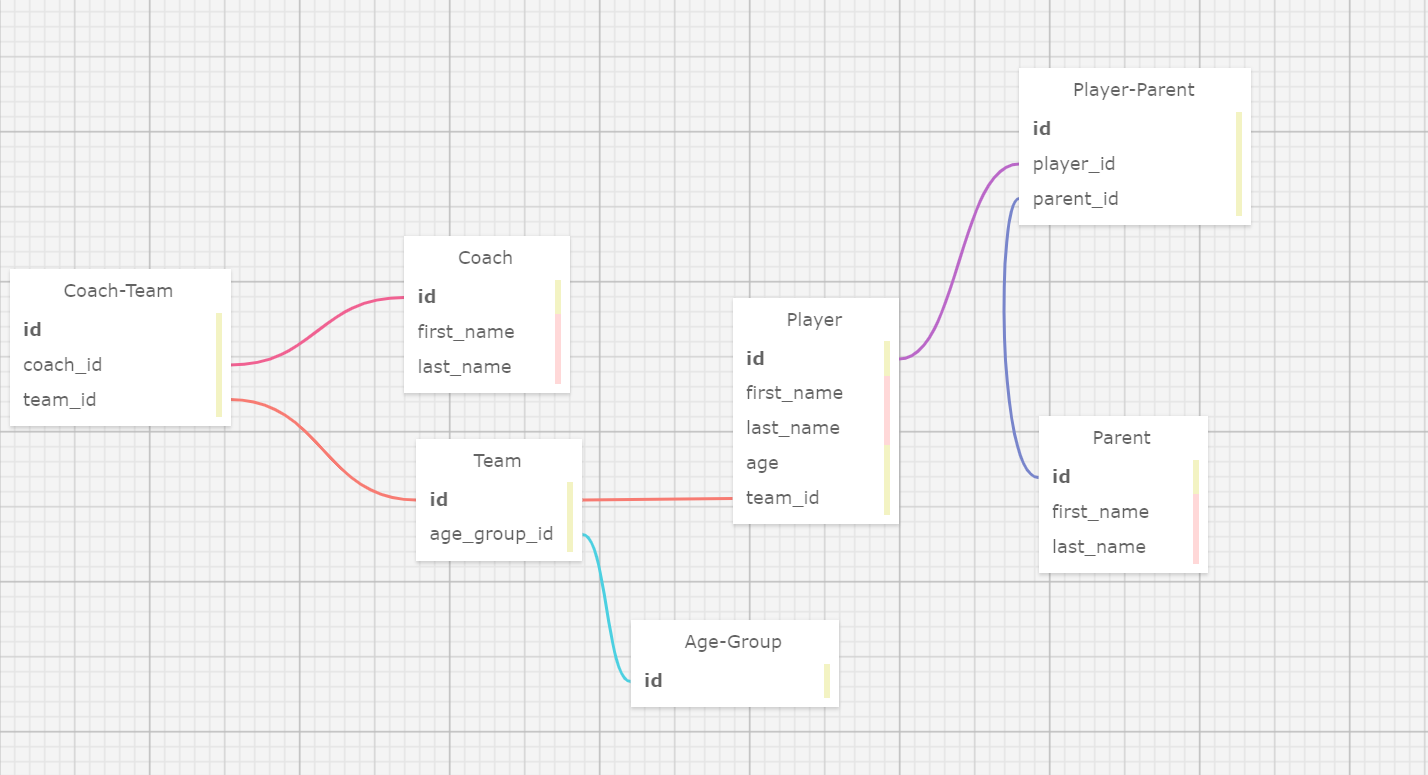 Player-Parent
id
player_id
parent_id
Coach
id
first_name
last_name
Coach-Team
id
coach_id
team_id
Player
id
first_name
last_name
age
team_id
Parent
id
first_name
last_name
Team
id
age_group_id
Age-Group
id